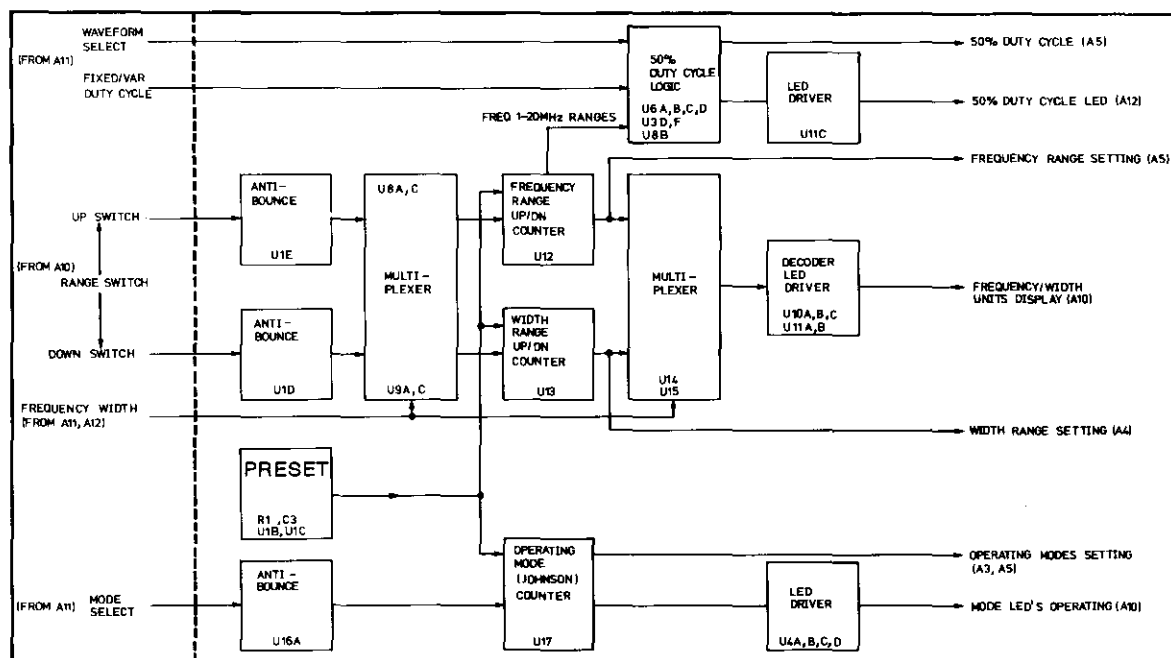 WAVEFORM
SELECT
(FROM A11)
FIXED/VAR
DUTY CYCLE
50%
DUTY CYCLE
LOGIC
U6A,B,C,D
U3D,F
U8B
50% DUTY CYCLE (A5)
LED
DRIVER
U11C
50% DUTY CYCLE LED (A12)
FREQ 1-20MHz RANGES
FREQUENCY RANGE SETTING (A5)
UP SWITCH
(FROM A10)
RANGE SWITCH
DOWN SWITCH
ANTI-
BOUNCE
U1E
ANTI-
BOUNCE
U1D
U8A,C
MULTI-
PLEXER
U9A,C
FREQUENCY
RANGE
UP/DN
COUNTER
U12
WIDTH
RANGE
UP/DN
COUNTER
U13
MULTI-
PLEXER
U14
U15
DECODER
LED
DRIVER
U10A,B,C
U11A,B
FREQUENCY/WIDTH
UNITS DISPLAY (A10)
FREQUENCY WIDTH
(FROM A11, A12)
WIDTH RANGE SETTING (A4)
PRESET
R1 ,C3
U1B,U1C
(FROM A11)
MODE
SELECT
ANTI-
BOUNCE
U16A
OPERATING
MODE
(JOHNSON)
COUNTER
U17
OPERATING MODES SETTING
(A3, A5)
LED
DRIVER
U4A,B,C,D
MODE LED'S OPERATING (A10)